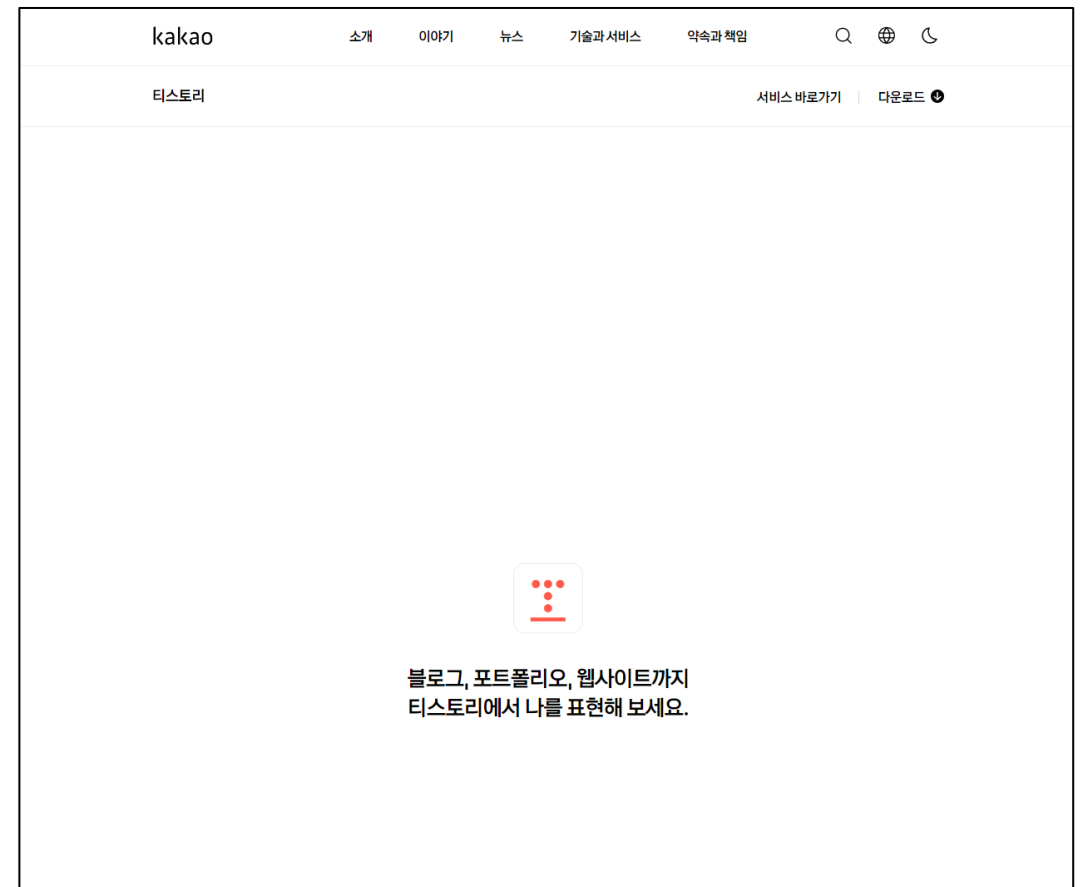 kakao 소개 이야기 뉴스 기술과 서비스 약속과 책임
티스토리 서비스 바로가기 다운로드
블로그, 포트폴리오, 웹사이트까지
티스토리에서 나를 표현해 보세요.